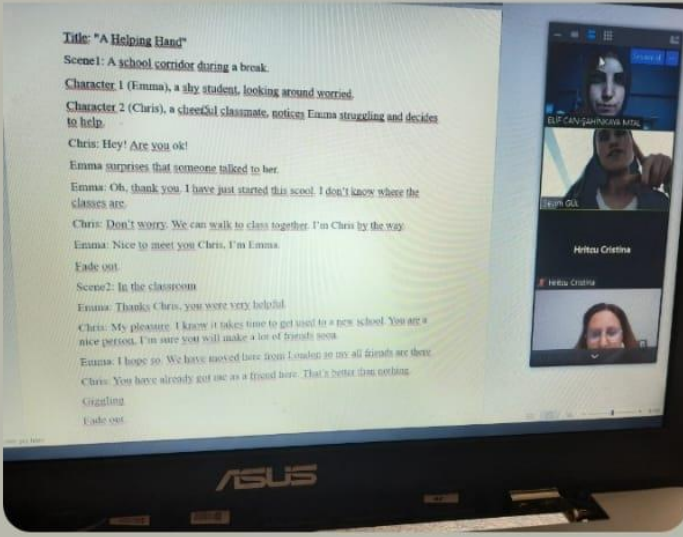 Title: "A Helping Hand"
Scene1: A school corridor during a break.
Character 1 (Emma), a shy student, looking around worried.
Character 2 (Chris), a cheefful classmate, notices Emma struggling and decides
to help.
Chris: Hey! Are you ok!
Emma surprises that someone talked to her.
Emma: Oh, thank you. I have just started this scool. I don't know where the
classes are.
Chris: Don't worry. We can walk to class together. I'm Chris by the way.
Emma: Nice to meet you Chris, I'm Emma.
Fade out.
Scene2: In the classroom
Emma: Thanks Chris, you were very helpful.
Chris: My pleasure. I know it takes time to get used to a new school. You are a
nice person, I'm sure you will make a lot of friends soon.
Emma: I hope so. We have moved here from London so my all friends are there.
Chris: You have already got me as a friend here. That's better than nothing.
Giggling
Fade out
ELIF CAN-ŞAHINKAYA MTAL
GÜL
Hritcu Cristina
Hritcu Cristina
ASUS